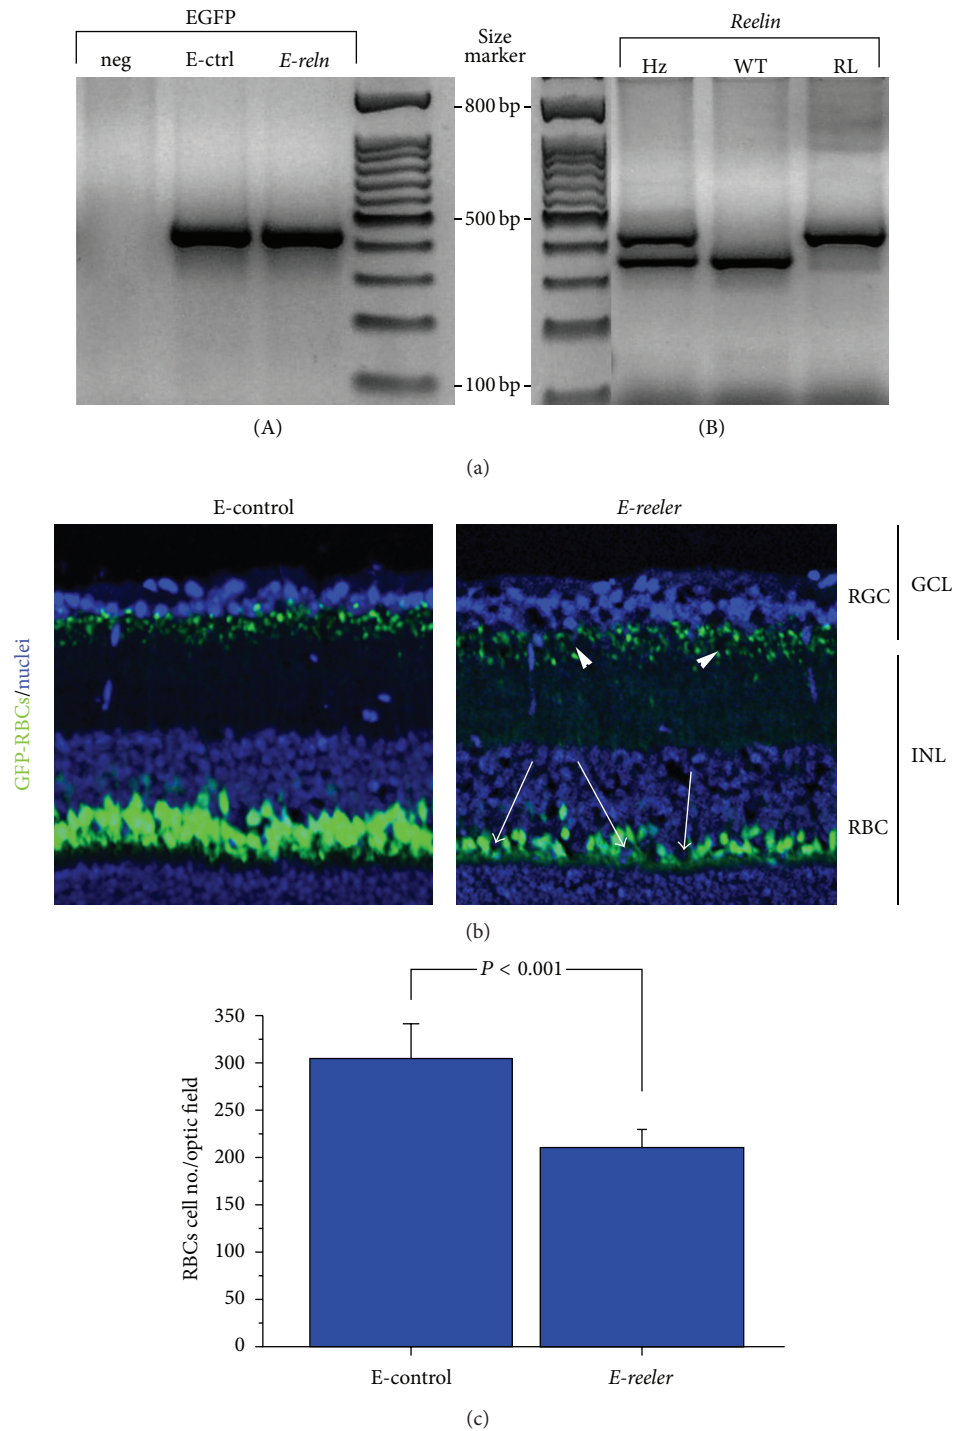 EGFP
neg E-ctrl E-reln
Size
marker
Reelin
Hz WT RL
800 bp
500 bp
100 bp
(A)
(B)
(a)
E-control
E-reeler
GFP-RBCs/nuclei
RGC
GCL
INL
RBC
(b)
P < 0.001
RBCs cell no./optic field
350
300
250
200
150
100
50
0
E-control
E-reeler
(c)